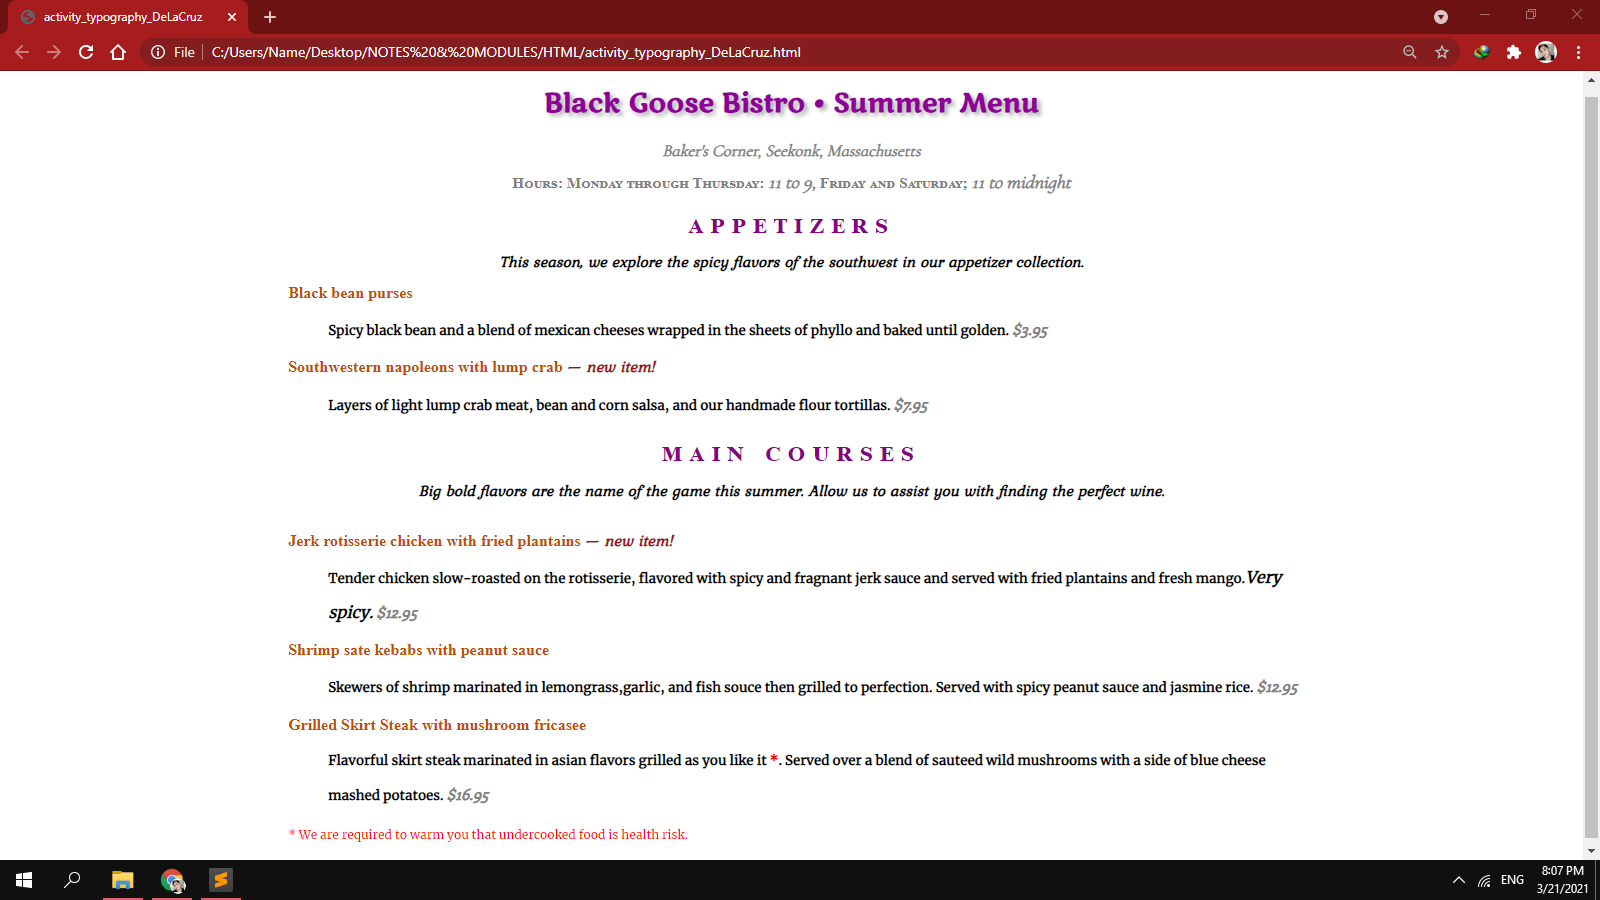 activity_typography_DeLaCruz
File
C:/Users/Name/Desktop/NOTES%20&%20MODULES/HTML/activity_typography_DeLaCruz.html
Black Goose Bistro • Summer Menu
Baker's Corner, Seekonk, Massachusetts
Hours: Monday through Thursday: 11 to 9, Friday and Saturday; 11 to midnight
APPETIZERS
This season, we explore the spicy flavors of the southwest in our appetizer collection.
Black bean purses
Spicy black bean and a blend of mexican cheeses wrapped in the sheets of phyllo and baked until golden. $3.95
Southwestern napoleons with lump crab — new item!
Layers of light lump crab meat, bean and corn salsa, and our handmade flour tortillas. $7.95
MAIN COURSES
Big bold flavors are the name of the game this summer. Allow us to assist you with finding the perfect wine.
Jerk rotisserie chicken with fried plantains — new item!
Tender chicken slow-roasted on the rotisserie, flavored with spicy and fragnant jerk sauce and served with fried plantains and fresh mango.Very
spicy. $12.95
Shrimp sate kebabs with peanut sauce
Skewers of shrimp marinated in lemongrass,garlic, and fish souce then grilled to perfection. Served with spicy peanut sauce and jasmine rice. $12.95
Grilled Skirt Steak with mushroom fricasee
Flavorful skirt steak marinated in asian flavors grilled as you like it *. Served over a blend of sauteed wild mushrooms with a side of blue cheese
mashed potatoes. $16.95
* We are required to warm you that undercooked food is health risk.
ENG
8:07 PM
3/21/2021